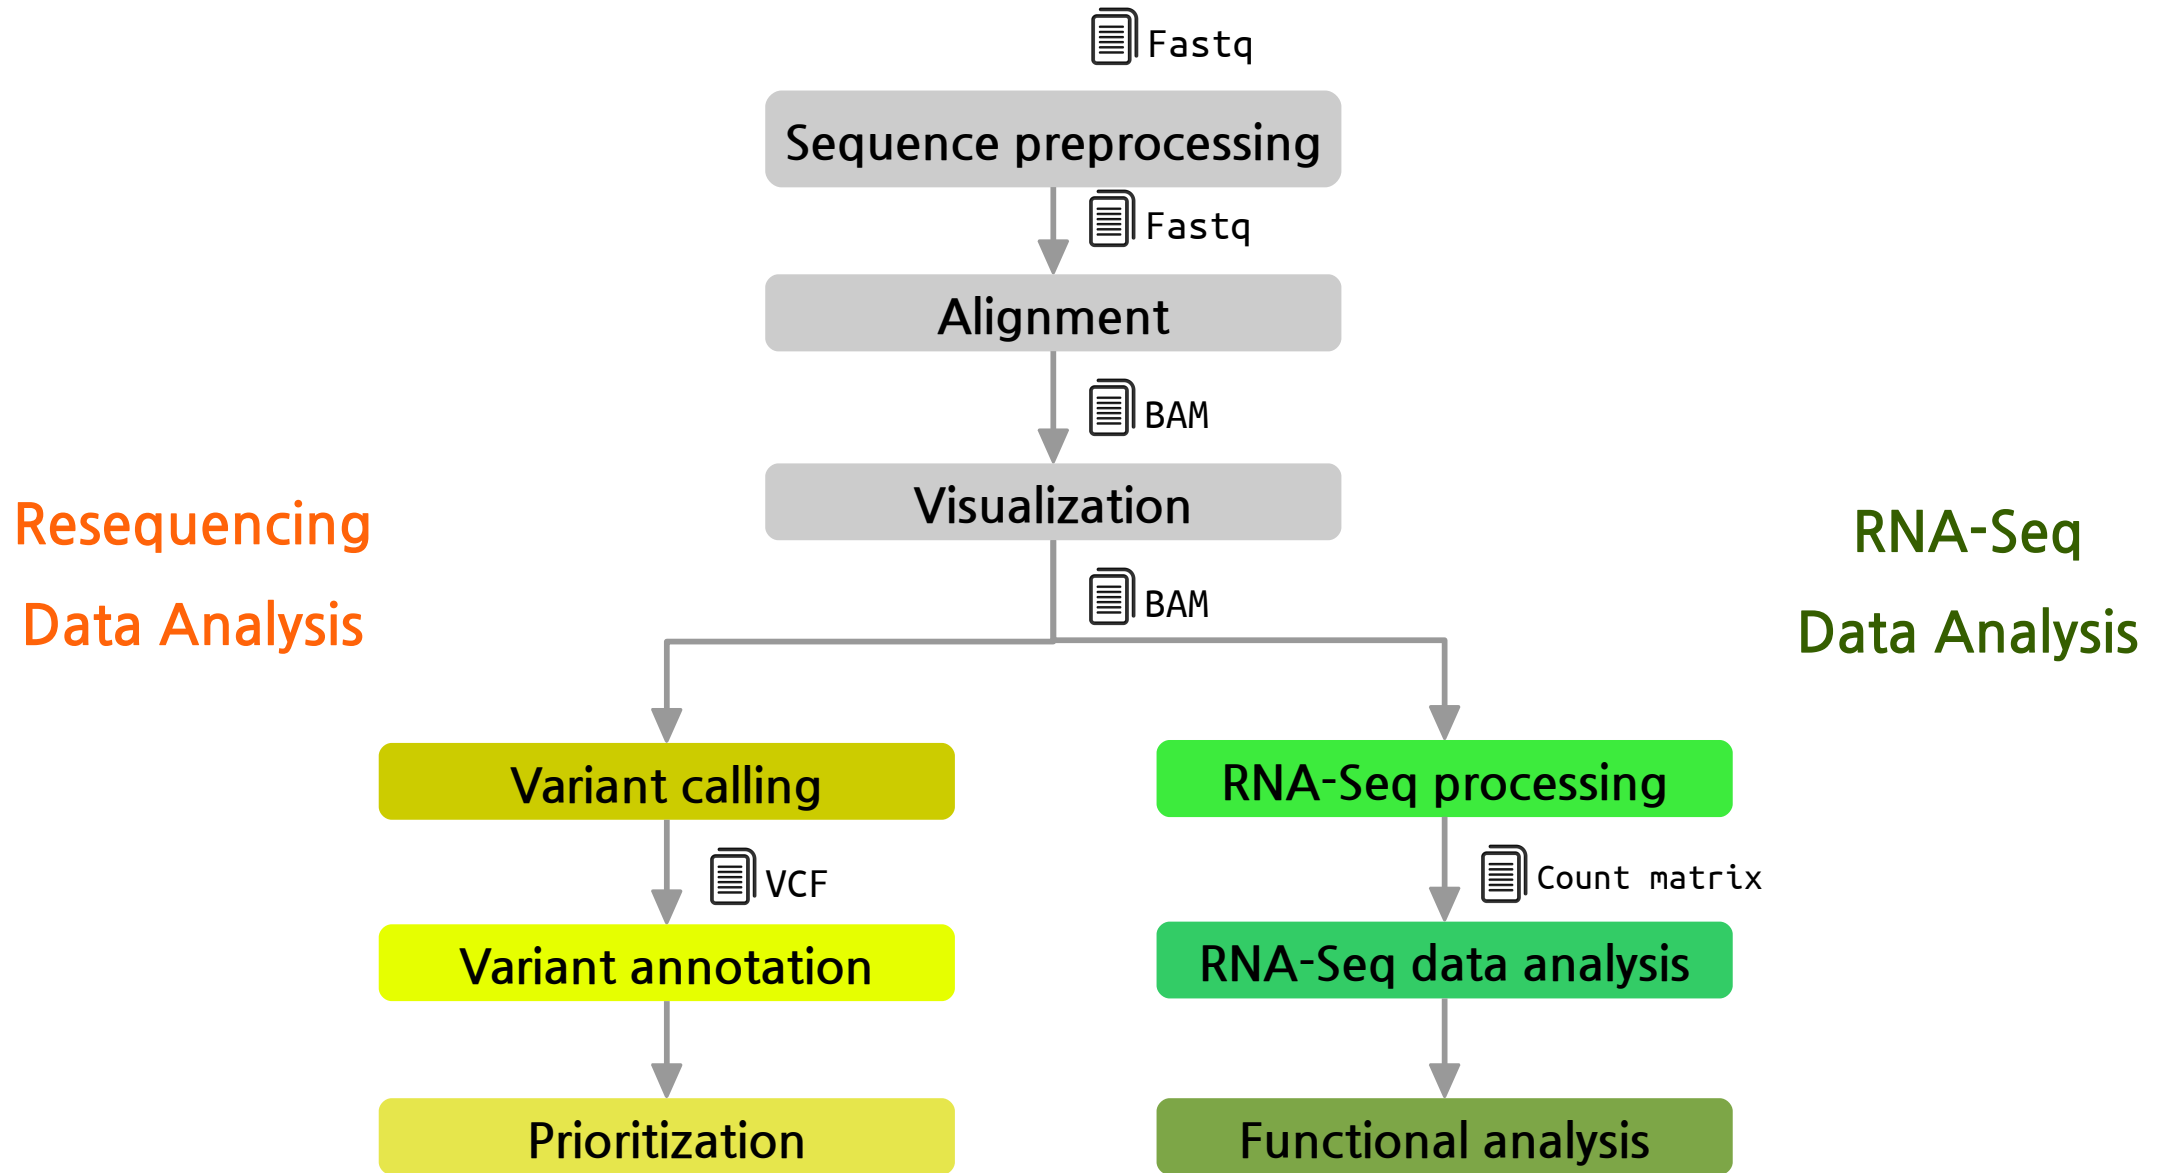 Fastq
Sequence preprocessing
Fastq
Alignment
BAM
Visualization
Resequencing
Data Analysis
RNA-Seq
Data Analysis
BAM
Variant calling
RNA-Seq processing
VCF
Count matrix
Variant annotation
RNA-Seq data analysis
Prioritization
Functional analysis